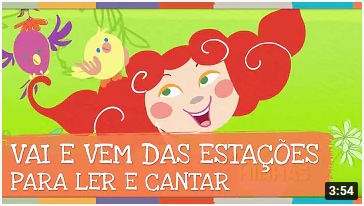 VAI E VEM DAS ESTAÇÕES
PARA LER E CANTAR
3:54